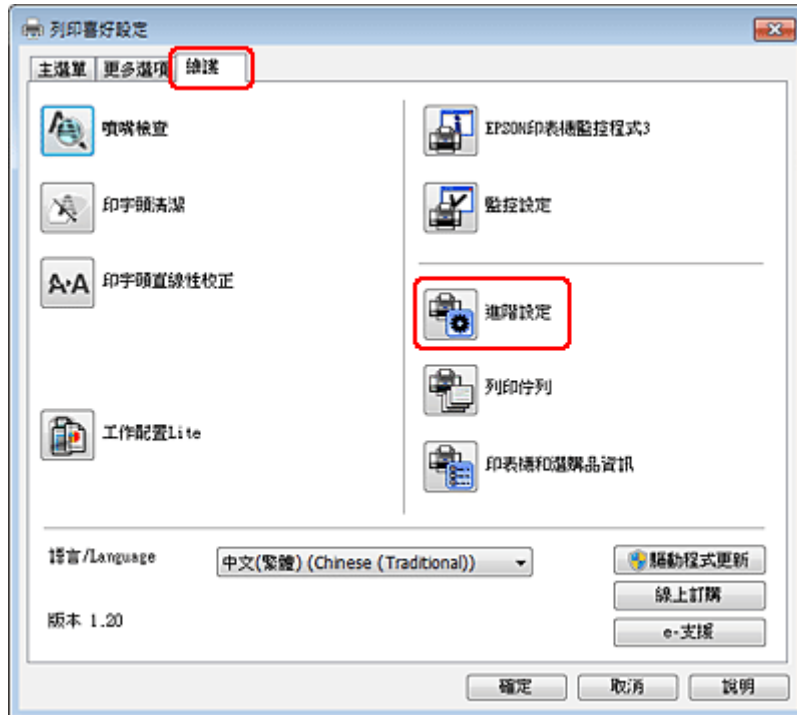 列印喜好設定
主選單
更多選項
維護
噴嘴檢查
印字頭清潔
印字頭直線性校正
工作配置Lite
EPSON印表機監控程式3
監控設定
進階設定
列印佇列
印表機和選購品資訊
語言/Language
中文(繁體) (Chinese (Traditional))
驅動程式更新
線上訂購
版本 1.20
e-支援
確定
取消
說明